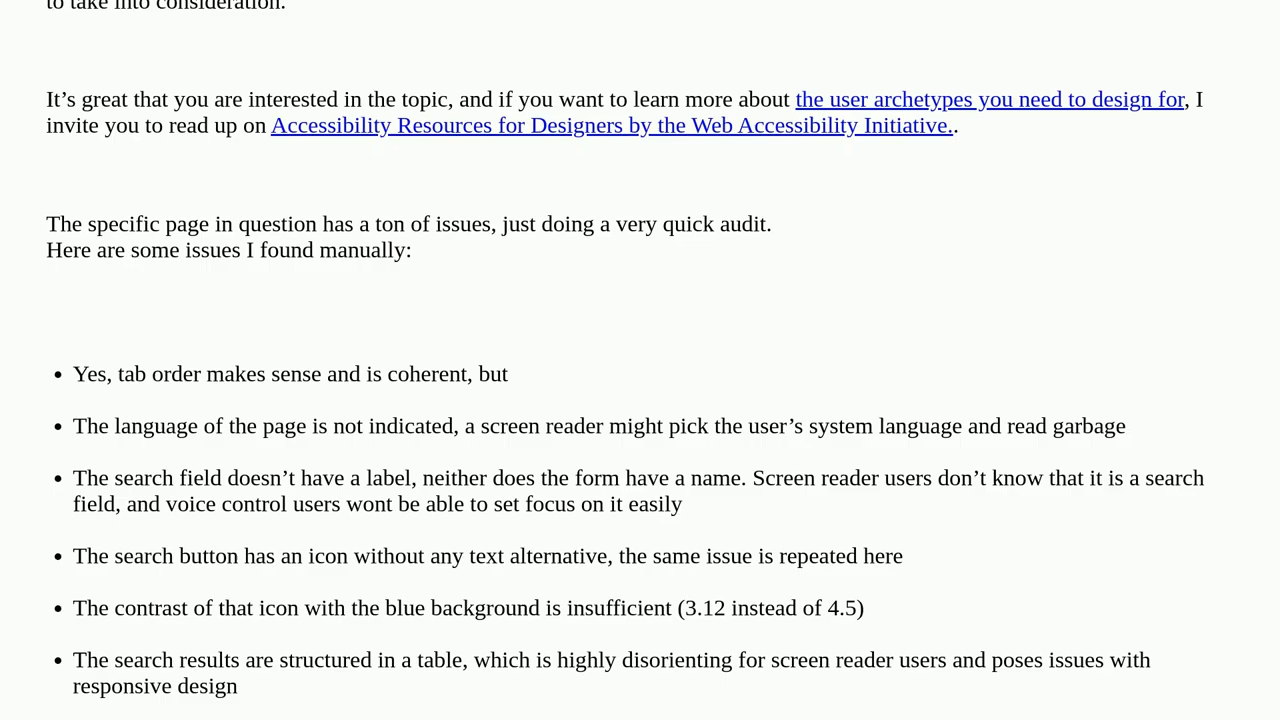 to take into consideration.
It’s great that you are interested in the topic, and if you want to learn more about the user archetypes you need to design for, I
invite you to read up on Accessibility Resources for Designers by the Web Accessibility Initiative..
The specific page in question has a ton of issues, just doing a very quick audit.
Here are some issues I found manually:
• Yes, tab order makes sense and is coherent, but
• The language of the page is not indicated, a screen reader might pick the user’s system language and read garbage
• The search field doesn’t have a label, neither does the form have a name. Screen reader users don’t know that it is a search
field, and voice control users wont be able to set focus on it easily
• The search button has an icon without any text alternative, the same issue is repeated here
• The contrast of that icon with the blue background is insufficient (3.12 instead of 4.5)
• The search results are structured in a table, which is highly disorienting for screen reader users and poses issues with
responsive design